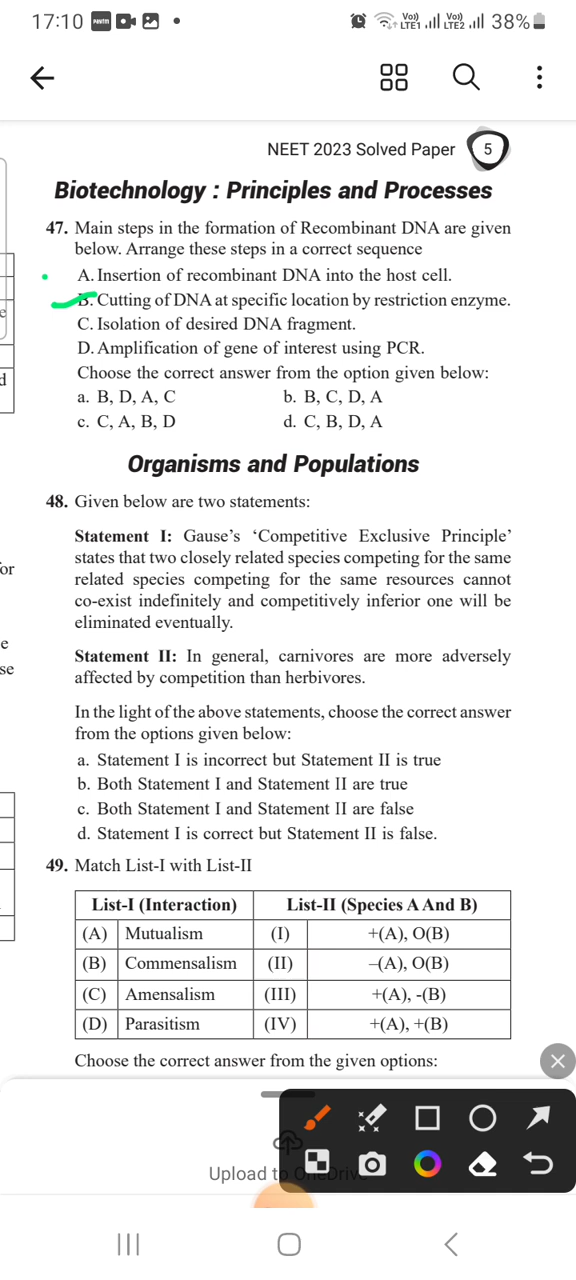 17:10 Paytm Vo)) LTE1 Vo)) LTE2 38%
NEET 2023 Solved Paper 5
Biotechnology : Principles and Processes
47. Main steps in the formation of Recombinant DNA are given
below. Arrange these steps in a correct sequence
A. Insertion of recombinant DNA into the host cell.
B. Cutting of DNA at specific location by restriction enzyme.
C. Isolation of desired DNA fragment.
D. Amplification of gene of interest using PCR.
Choose the correct answer from the option given below:
a. B, D, A, C b. B, C, D, A
c. C, A, B, D d. C, B, D, A
Organisms and Populations
48. Given below are two statements:
Statement I: Gause's 'Competitive Exclusive Principle'
states that two closely related species competing for the same
related species competing for the same resources cannot
co-exist indefinitely and competitively inferior one will be
eliminated eventually.
Statement II: In general, carnivores are more adversely
affected by competition than herbivores.
In the light of the above statements, choose the correct answer
from the options given below:
a. Statement I is incorrect but Statement II is true
b. Both Statement I and Statement II are true
c. Both Statement I and Statement II are false
d. Statement I is correct but Statement II is false.
49. Match List-I with List-II
List-I (Interaction) List-II (Species A And B)
(A) Mutualism (I) +(A), O(B)
(B) Commensalism (II) –(A), O(B)
(C) Amensalism (III) +(A), -(B)
(D) Parasitism (IV) +(A), +(B)
Choose the correct answer from the given options:
Upload to OneDrive
or
e
se
d
e